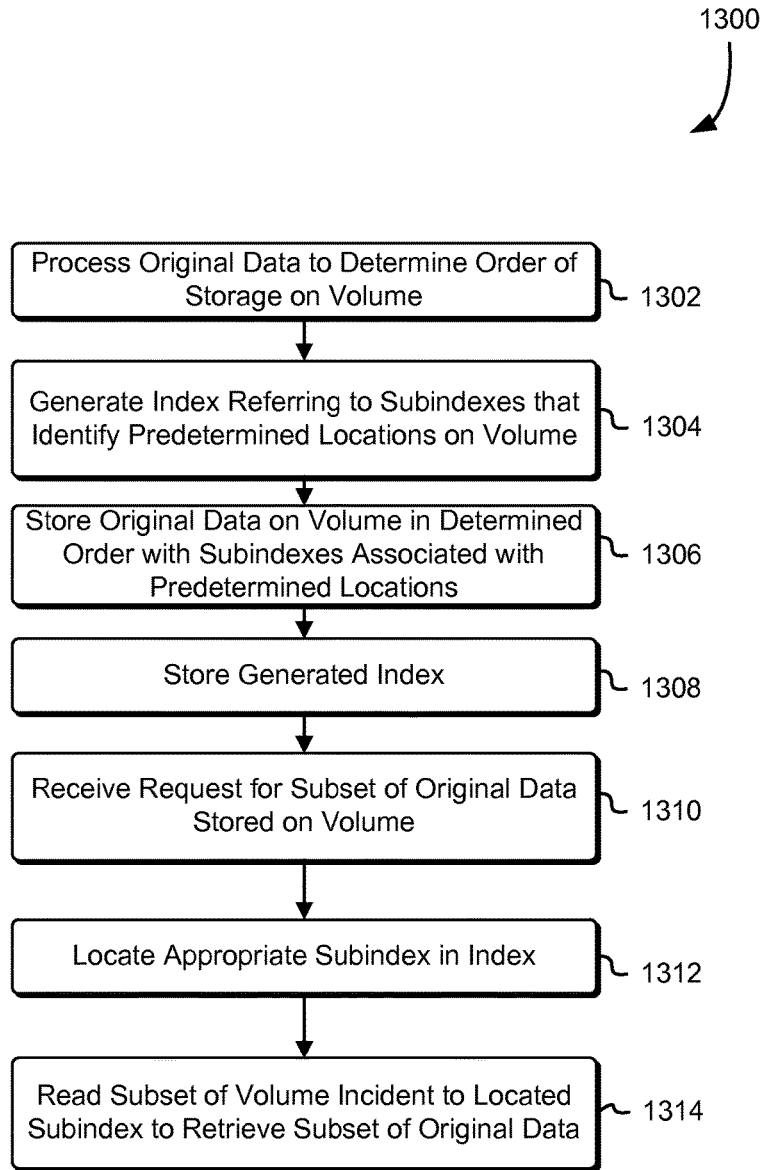 1300
Process Original Data to Determine Order of
Storage on Volume
1302
Generate Index Referring to Subindexes that
Identify Predetermined Locations on Volume
1304
Store Original Data on Volume in Determined
Order with Subindexes Associated with
Predetermined Locations
1306
Store Generated Index
1308
Receive Request for Subset of Original Data
Stored on Volume
1310
Locate Appropriate Subindex in Index
1312
Read Subset of Volume Incident to Located
Subindex to Retrieve Subset of Original Data
1314